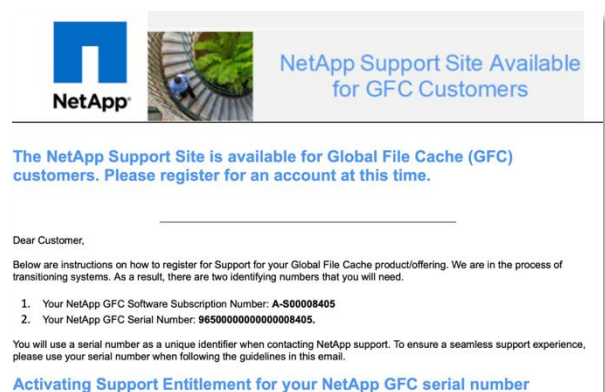 NetApp
NetApp Support Site Available
for GFC Customers
The NetApp Support Site is available for Global File Cache (GFC)
customers. Please register for an account at this time.
Dear Customer,
Below are instructions on how to register for Support for your Global File Cache product/offering. We are in the process of
transitioning systems. As a result, there are two identifying numbers that you will need.
1. Your NetApp GFC Software Subscription Number: A-S00008405
2. Your NetApp GFC Serial Number: 96500000000000008405.
You will use a serial number as a unique identifier when contacting NetApp support. To ensure a seamless support experience,
please use your serial number when following the guidelines in this email.
Activating Support Entitlement for your NetApp GFC serial number